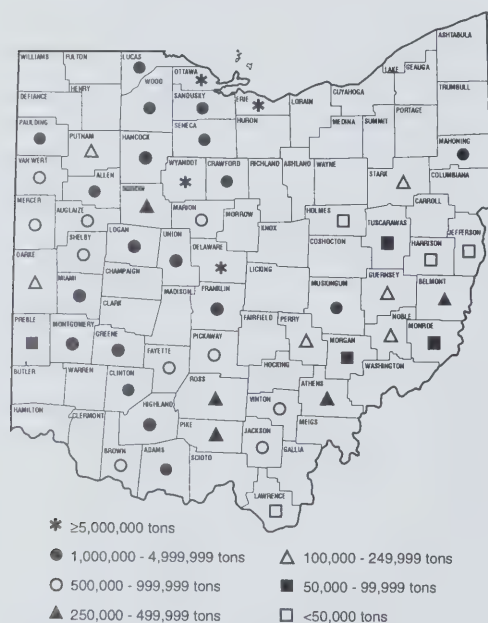 ASHTABULA
WILLIAMS
FULTON
LUCAS
OTTAWA
LAKE
GEAUGA
WOOD
SANDUSKY
ERIE
LORAIN
CUYAHOGA
TRUMBULL
HENRY
DEFIANCE
HURON
MEDINA
SUMMIT
PORTAGE
PAULDING
PUTNAM
HANCOCK
SENECA
MAHONING
VAN WERT
ALLEN
WYANDOT
CRAWFORD
RICHLAND
ASHLAND
WAYNE
STARK
COLUMBIANA
MERCER
AUGLAIZE
MARION
MORROW
HOLMES
TUSCARAWAS
CARROLL
SHELBY
LOGAN
UNION
DELAWARE
KNOX
COSHOCTON
HARRISON
JEFFERSON
DARKE
MIAMI
CHAMPAIGN
CLARK
MADISON
FRANKLIN
LICKING
MUSKINGUM
GUERNSEY
BELMONT
PREBLE
MONTGOMERY
GREENE
FAYETTE
PICKAWAY
FAIRFIELD
PERRY
MORGAN
NOBLE
MONROE
BUTLER
WARREN
CLINTON
ROSS
HOCKING
ATHENS
WASHINGTON
HAMILTON
CLERMONT
HIGHLAND
PIKE
VINTON
MEIGS
BROWN
ADAMS
SCIOTO
JACKSON
GALLIA
LAWRENCE
≥5,000,000 tons
1,000,000 - 4,999,999 tons
500,000 - 999,999 tons
250,000 - 499,999 tons
100,000 - 249,999 tons
50,000 - 99,999 tons
<50,000 tons